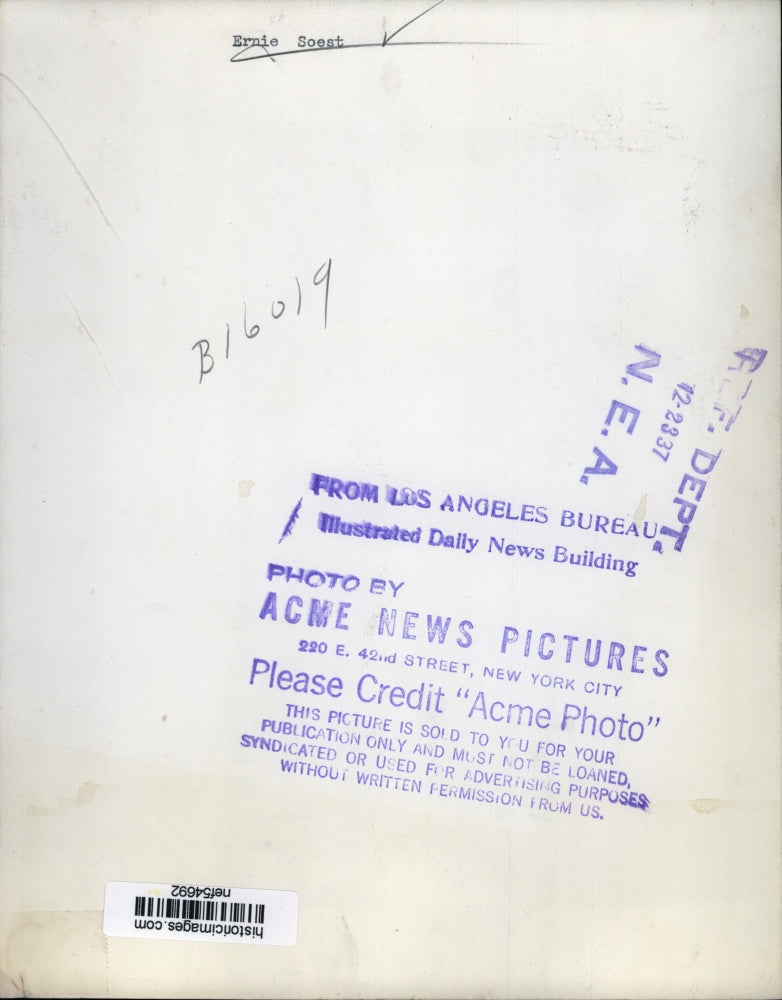 Ernie Soest
B16019
REF. DEPT.
12-2937
N. E. A.
FROM LOS ANGELES BUREAU
Illustrated Daily News Building
PHOTO BY
ACME NEWS PICTURES
220 E. 42nd STREET, NEW YORK CITY
Please Credit "Acme Photo"
THIS PICTURE IS SOLD TO YOU FOR YOUR
PUBLICATION ONLY AND MUST NOT BE LOANED,
SYNDICATED OR USED FOR ADVERTISING PURPOSES
WITHOUT WRITTEN PERMISSION FROM US.
historicimages.com
nef54692